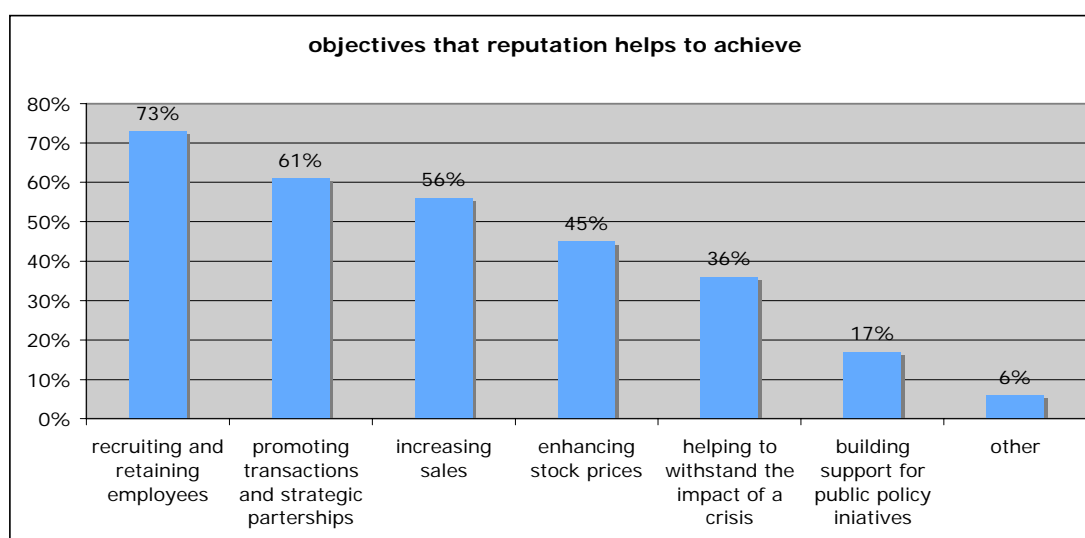 objectives that reputation helps to achieve
80%
70%
60%
50%
40%
30%
20%
10%
0%
73%
61%
56%
45%
36%
17%
6%
recruiting and
retaining
employees
promoting
transactions
and strategic
parterships
increasing
sales
enhancing
stock prices
helping to
withstand the
impact of a
crisis
building
support for
public policy
iniatives
other